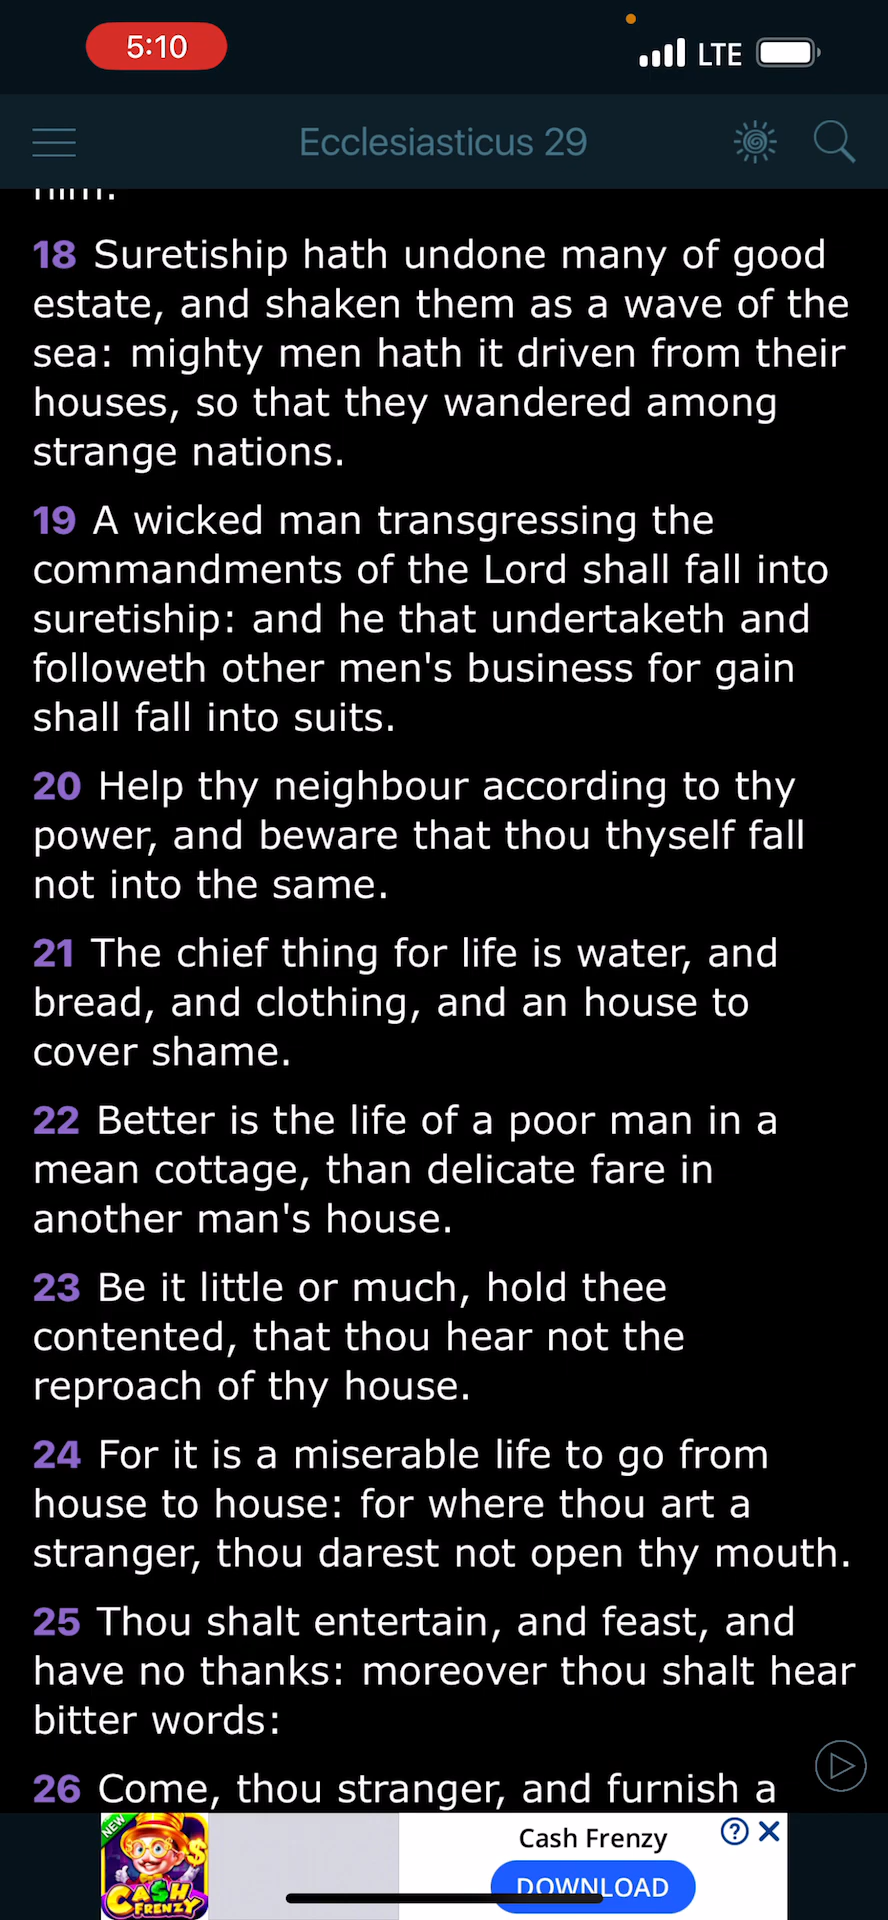 5:10
LTE
Ecclesiasticus 29
him.
18 Suretiship hath undone many of good
estate, and shaken them as a wave of the
sea: mighty men hath it driven from their
houses, so that they wandered among
strange nations.
19 A wicked man transgressing the
commandments of the Lord shall fall into
suretiship: and he that undertaketh and
followeth other men's business for gain
shall fall into suits.
20 Help thy neighbour according to thy
power, and beware that thou thyself fall
not into the same.
21 The chief thing for life is water, and
bread, and clothing, and an house to
cover shame.
22 Better is the life of a poor man in a
mean cottage, than delicate fare in
another man's house.
23 Be it little or much, hold thee
contented, that thou hear not the
reproach of thy house.
24 For it is a miserable life to go from
house to house: for where thou art a
stranger, thou darest not open thy mouth.
25 Thou shalt entertain, and feast, and
have no thanks: moreover thou shalt hear
bitter words:
26 Come, thou stranger, and furnish a
NEW
CASH
FRENZY
Cash Frenzy
DOWNLOAD